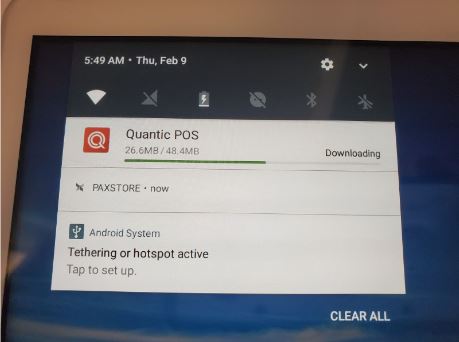 5:49 AM • Thu, Feb 9
Quantic POS
26.6MB / 48.4MB
Downloading
PAXSTORE • now
Android System
Tethering or hotspot active
Tap to set up.
CLEAR ALL